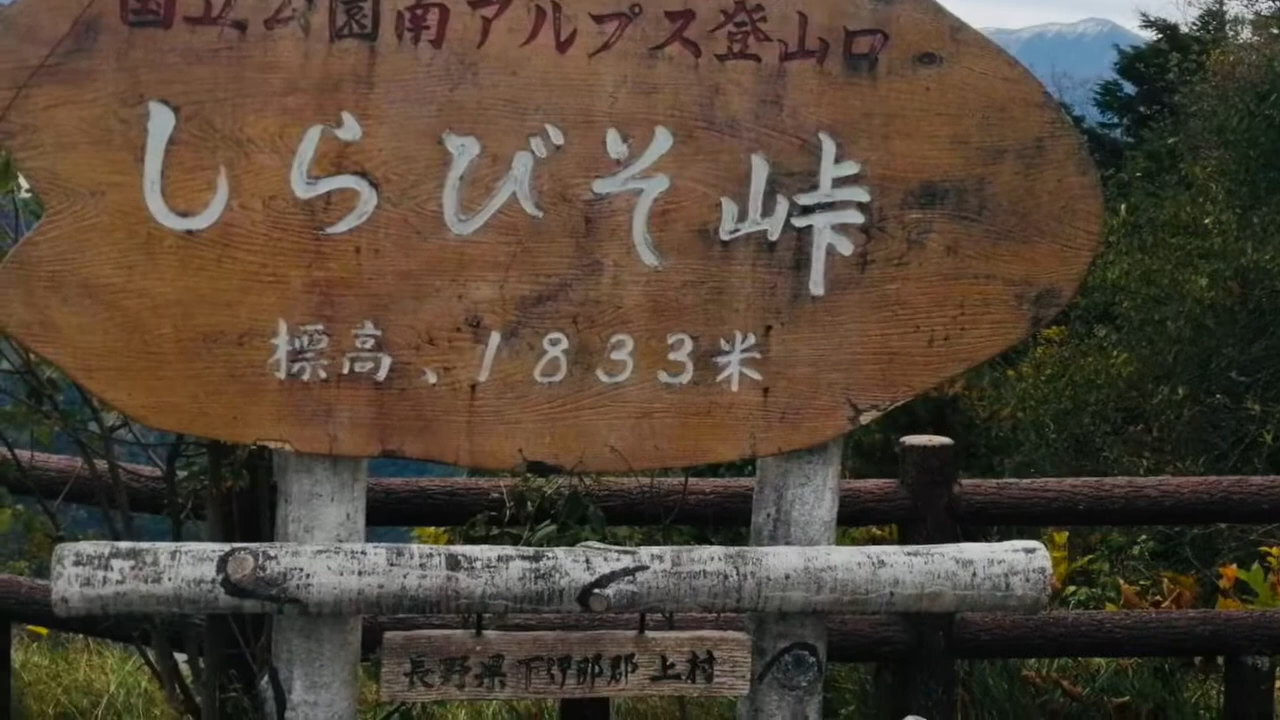 国立公園南アルプス登山口
しらびそ峠
標高、1833米
長野県下伊那郡上村